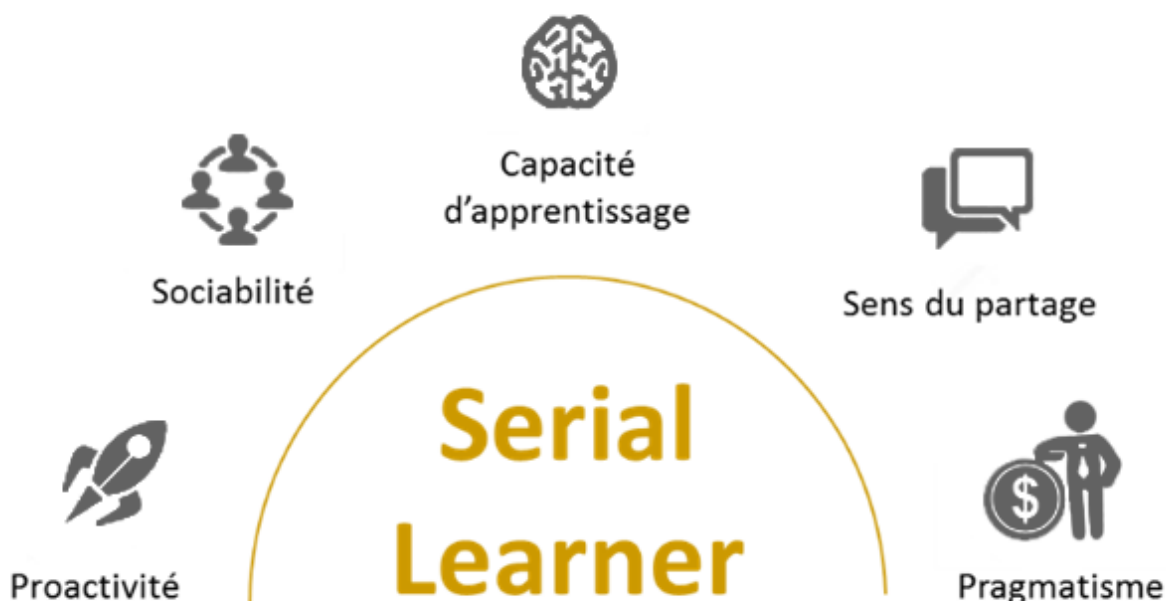 Capacité
d’apprentissage
Sociabilité
Sens du partage
Serial
Learner
Proactivité
Pragmatisme
$